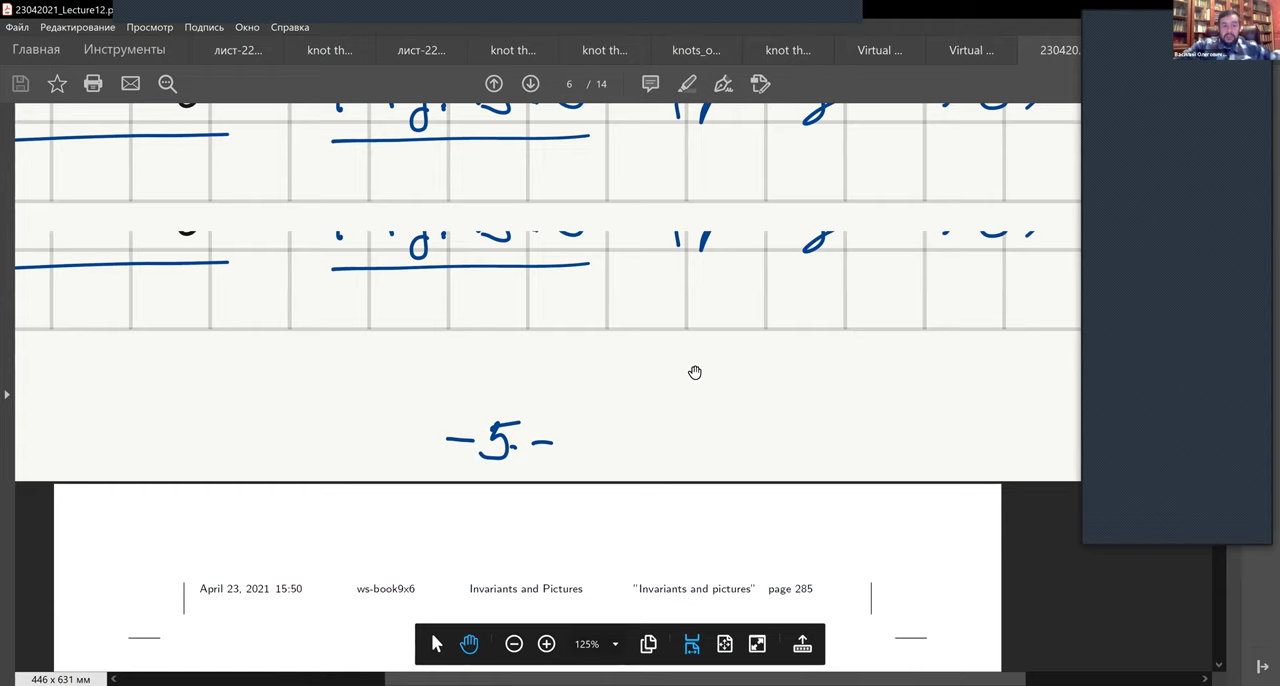 23042021_Lecture12.p
Файл Редактирование Просмотр Подпись Окно Справка
Главная Инструменты лист-22... knot th... лист-22... knot th... knot th... knots_o... knot th... Virtual ... Virtual ... 230420.
6 / 14
-5.-
April 23, 2021 15:50 ws-book9x6 Invariants and Pictures "Invariants and pictures" page 285
125%
446 x 631 мм